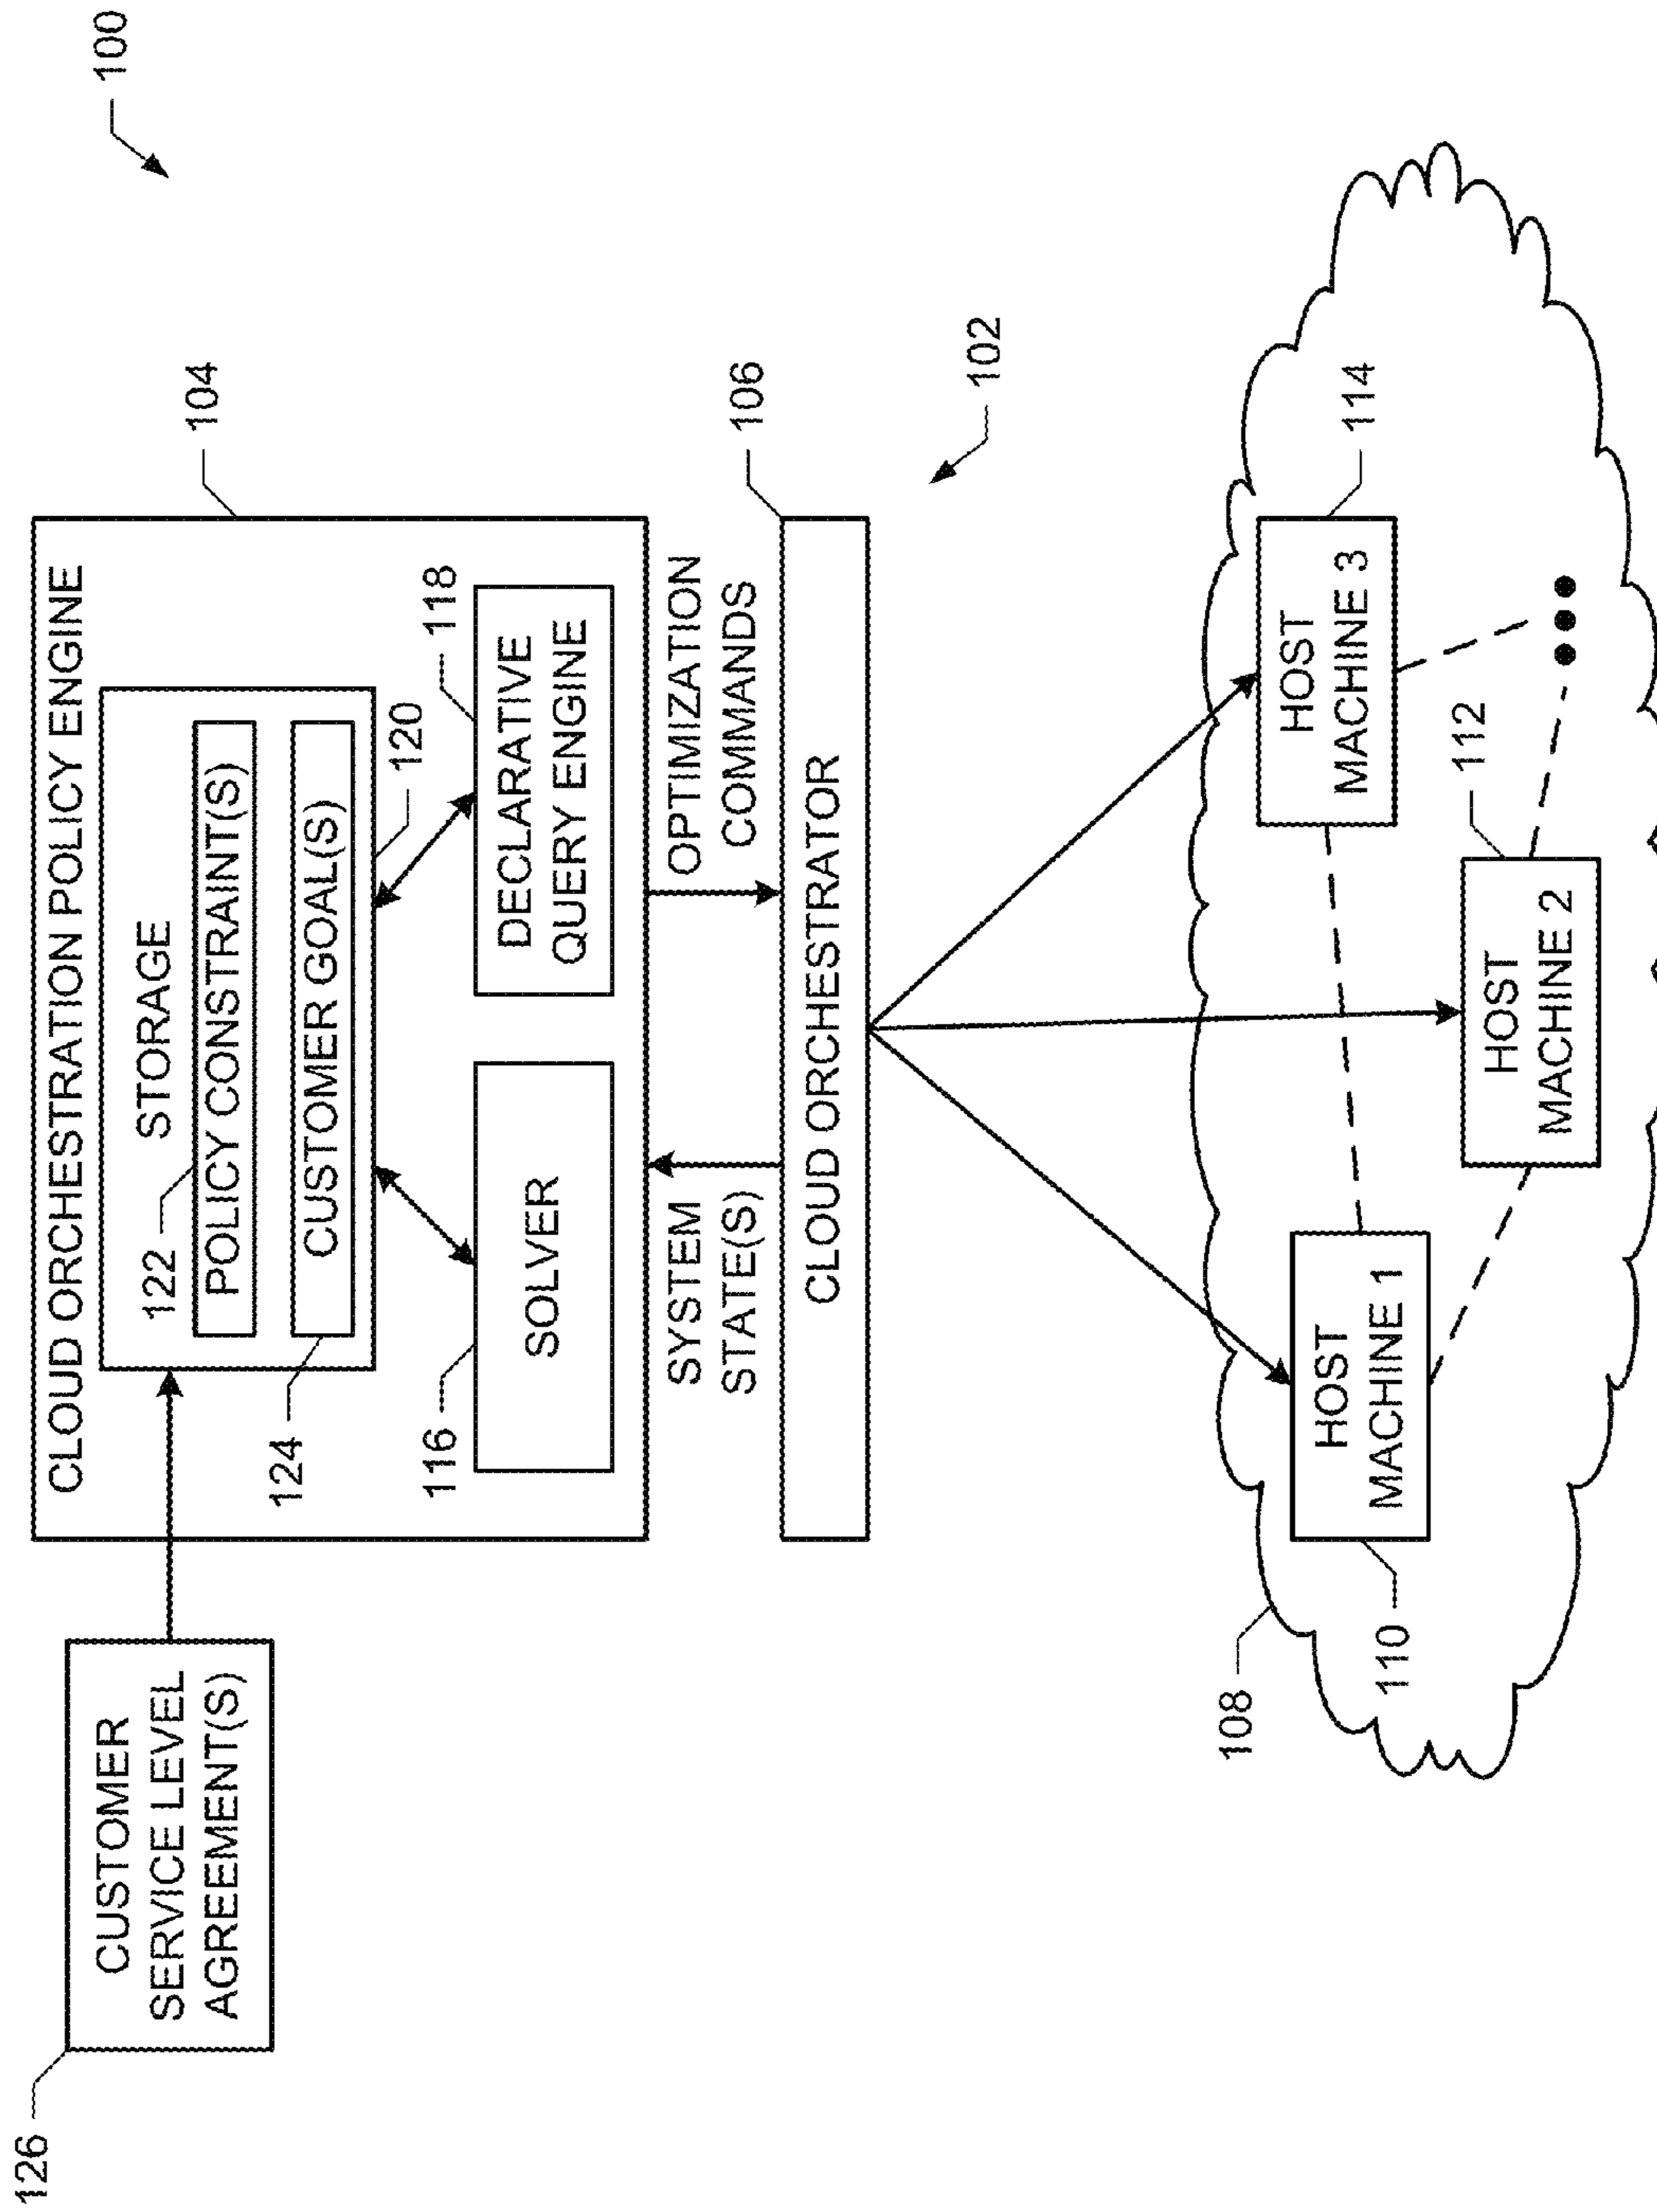 100
126
CUSTOMER
SERVICE LEVEL
AGREEMENT(S)
CLOUD ORCHESTRATION POLICY ENGINE
104
STORAGE
122
POLICY CONSTRAINT(S)
124
CUSTOMER GOAL(S)
120
116
SOLVER
118
DECLARATIVE
QUERY ENGINE
SYSTEM
STATE(S)
OPTIMIZATION
COMMANDS
106
CLOUD ORCHESTRATOR
102
108
110
HOST
MACHINE 1
HOST
MACHINE 2
112
HOST
MACHINE 3
114